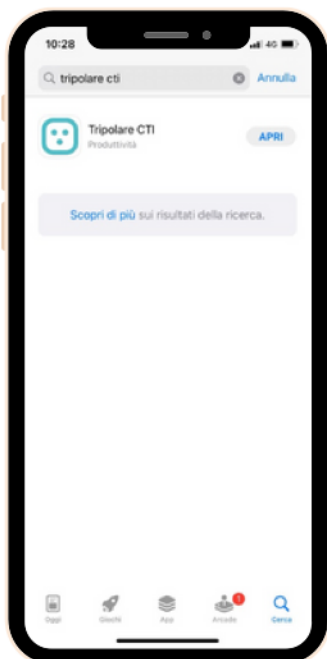 10:28
4G
tripolare cti
Annulla
Tripolare CTI
Produttività
APRI
Scopri di più sui risultati della ricerca.
1
Oggi
Giochi
App
Arcade
Cerca